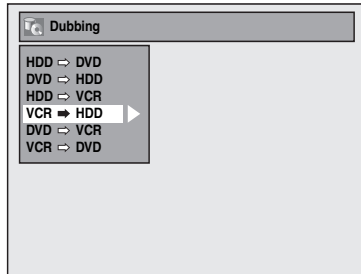 Dubbing
HDD ⇨ DVD
DVD ⇨ HDD
HDD ⇨ VCR
VCR ➡ HDD
DVD ⇨ VCR
VCR ⇨ DVD